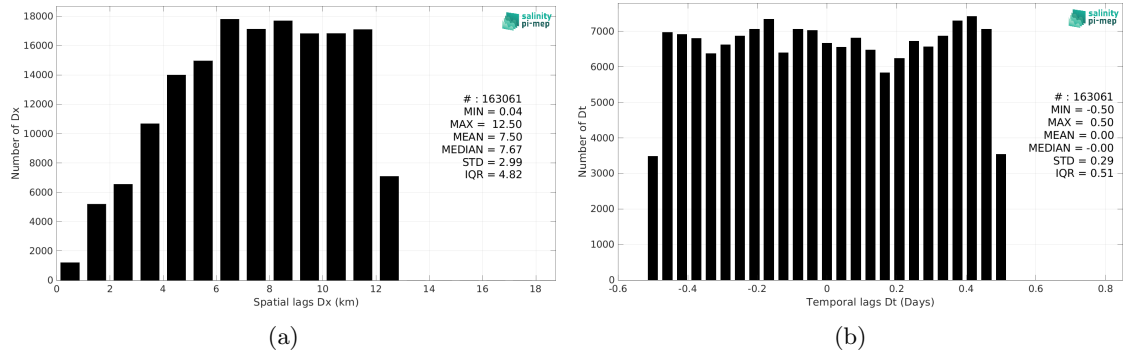 18000
16000
14000
12000
10000
8000
6000
4000
2000
0
Number of Dx
0 2 4 6 8 10 12 14 16 18
Spatial lags Dx (km)
salinity
pi-mep
# : 163061
MIN = 0.04
MAX = 12.50
MEAN = 7.50
MEDIAN = 7.67
STD = 2.99
IQR = 4.82
(a)
7000
6000
5000
4000
3000
2000
1000
0
Number of Dt
-0.6 -0.4 -0.2 0 0.2 0.4 0.6 0.8
Temporal lags Dt (Days)
salinity
pi-mep
# : 163061
MIN = -0.50
MAX = 0.50
MEAN = 0.00
MEDIAN = -0.00
STD = 0.29
IQR = 0.51
(b)